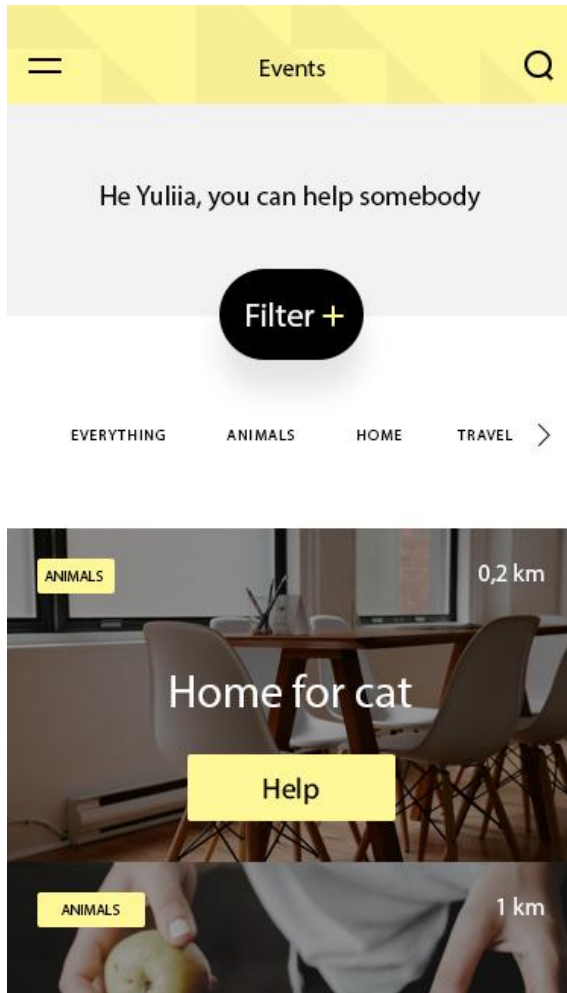 Events
He Yuliia, you can help somebody
Filter +
EVERYTHING ANIMALS HOME TRAVEL
ANIMALS 0,2 km
Home for cat
Help
ANIMALS 1 km